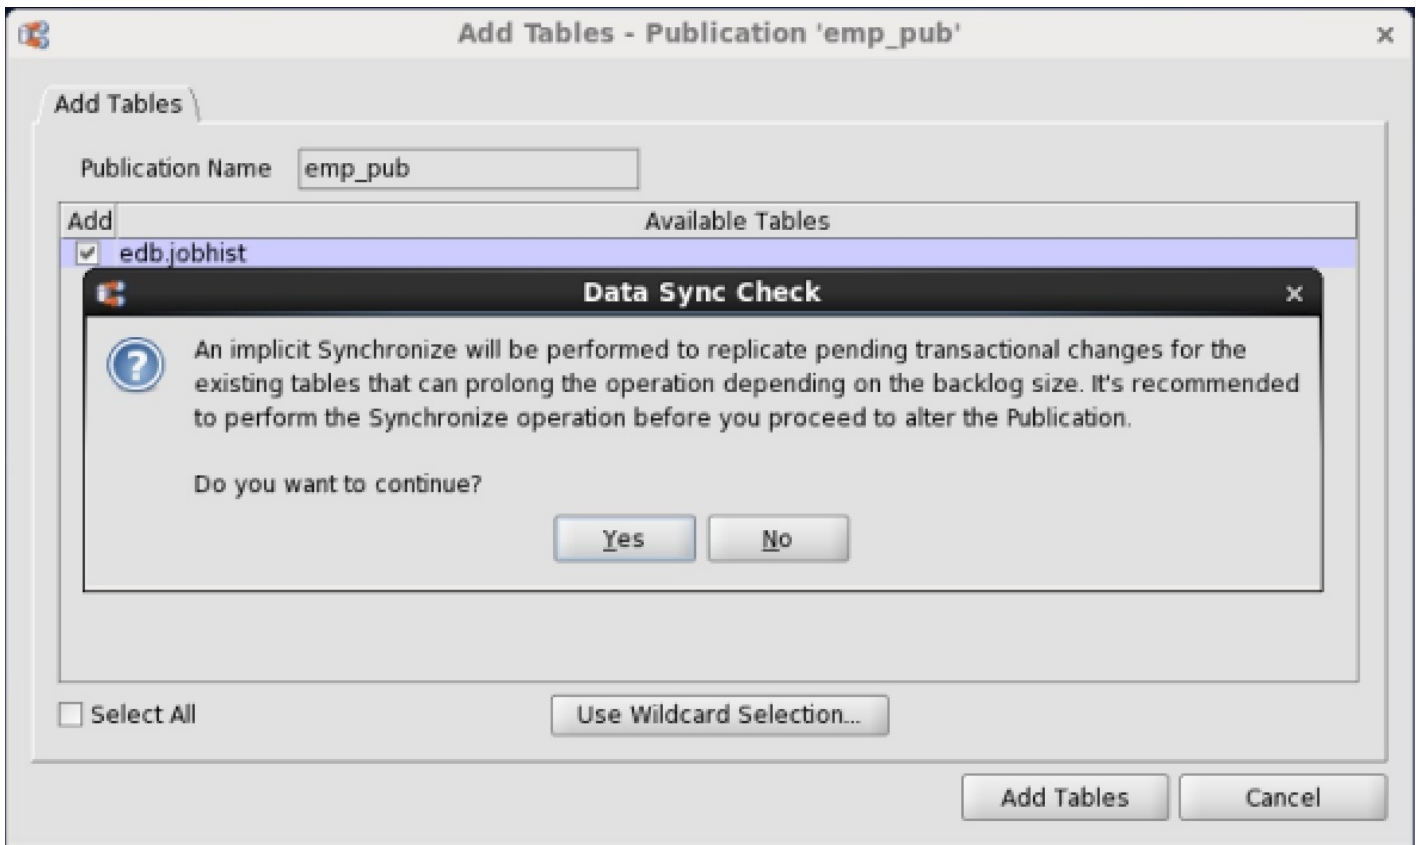 Add Tables - Publication 'emp_pub'
Add Tables
Publication Name emp_pub
Add Available Tables
edb.jobhist
Data Sync Check
An implicit Synchronize will be performed to replicate pending transactional changes for the
existing tables that can prolong the operation depending on the backlog size. It's recommended
to perform the Synchronize operation before you proceed to alter the Publication.
Do you want to continue?
Yes No
Select All Use Wildcard Selection...
Add Tables Cancel